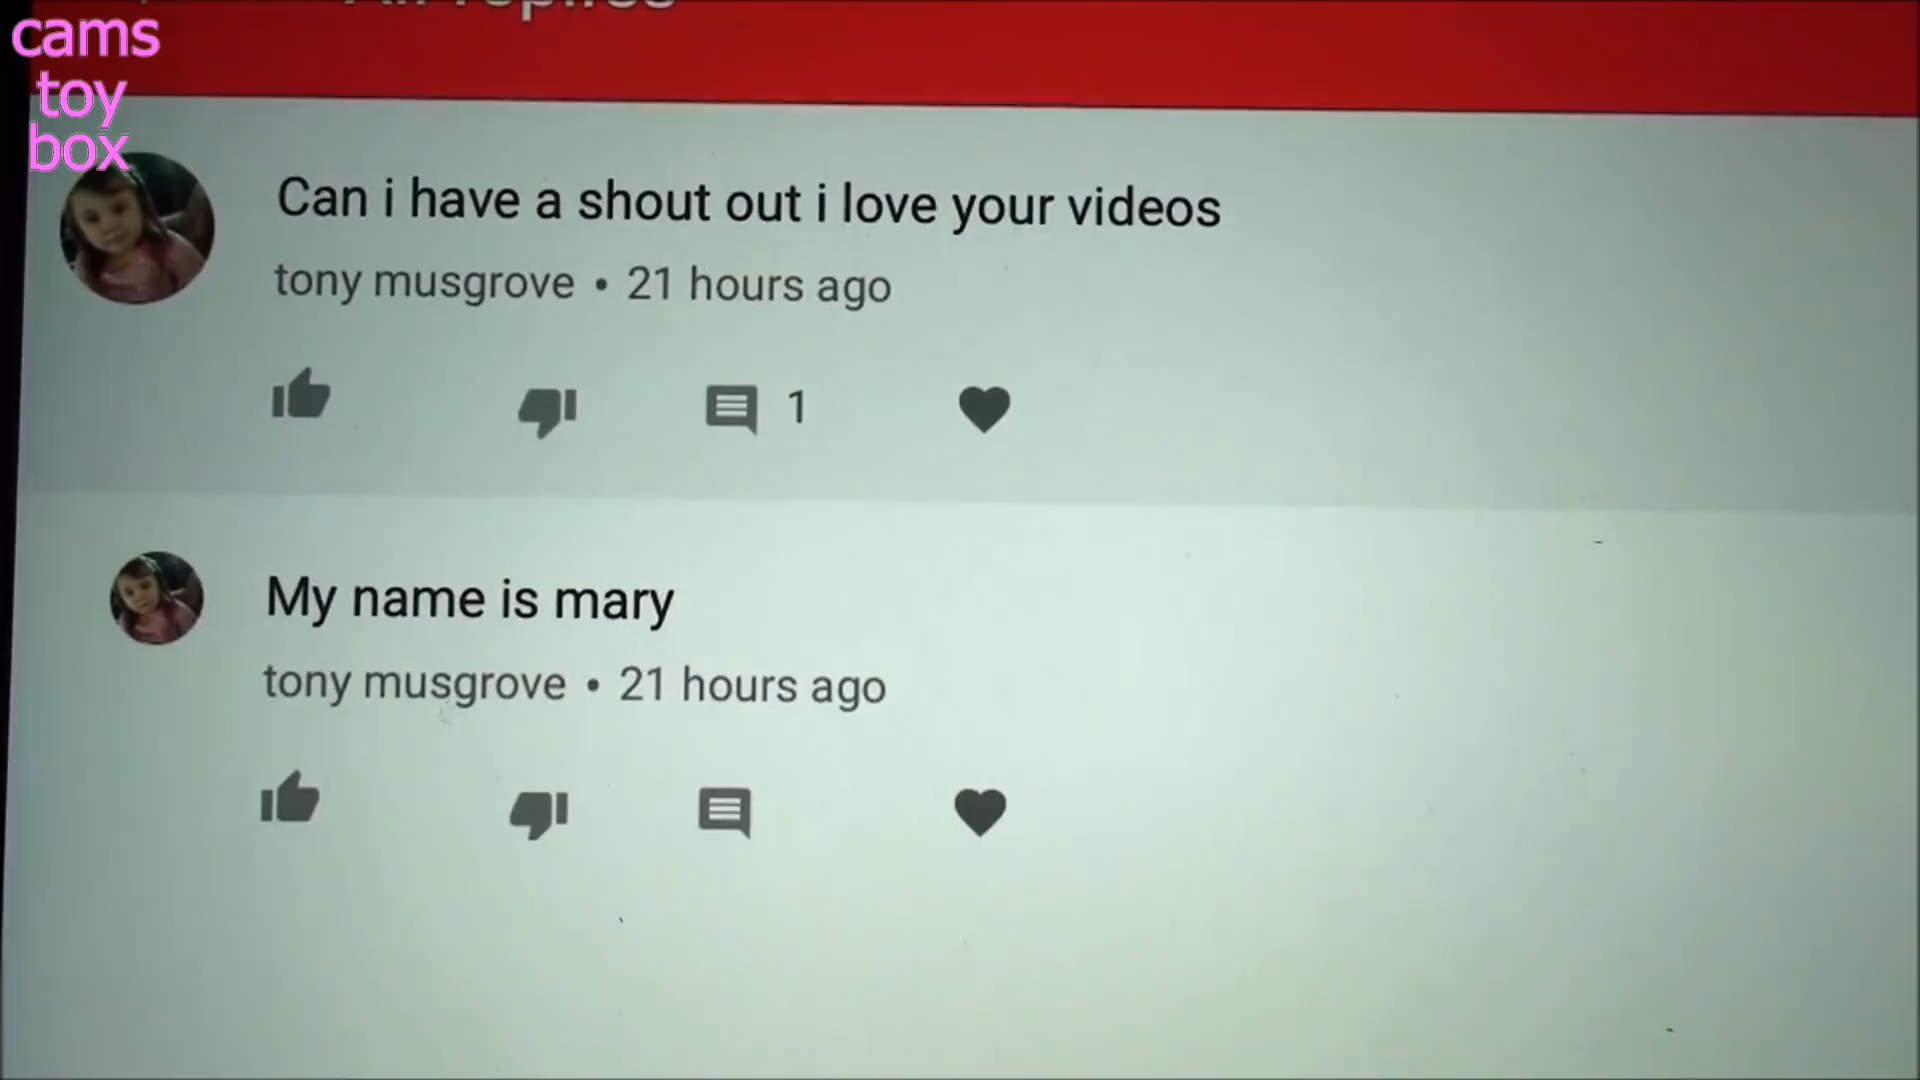 cams
toy
box
Can i have a shout out i love your videos
tony musgrove • 21 hours ago
1
My name is mary
tony musgrove • 21 hours ago